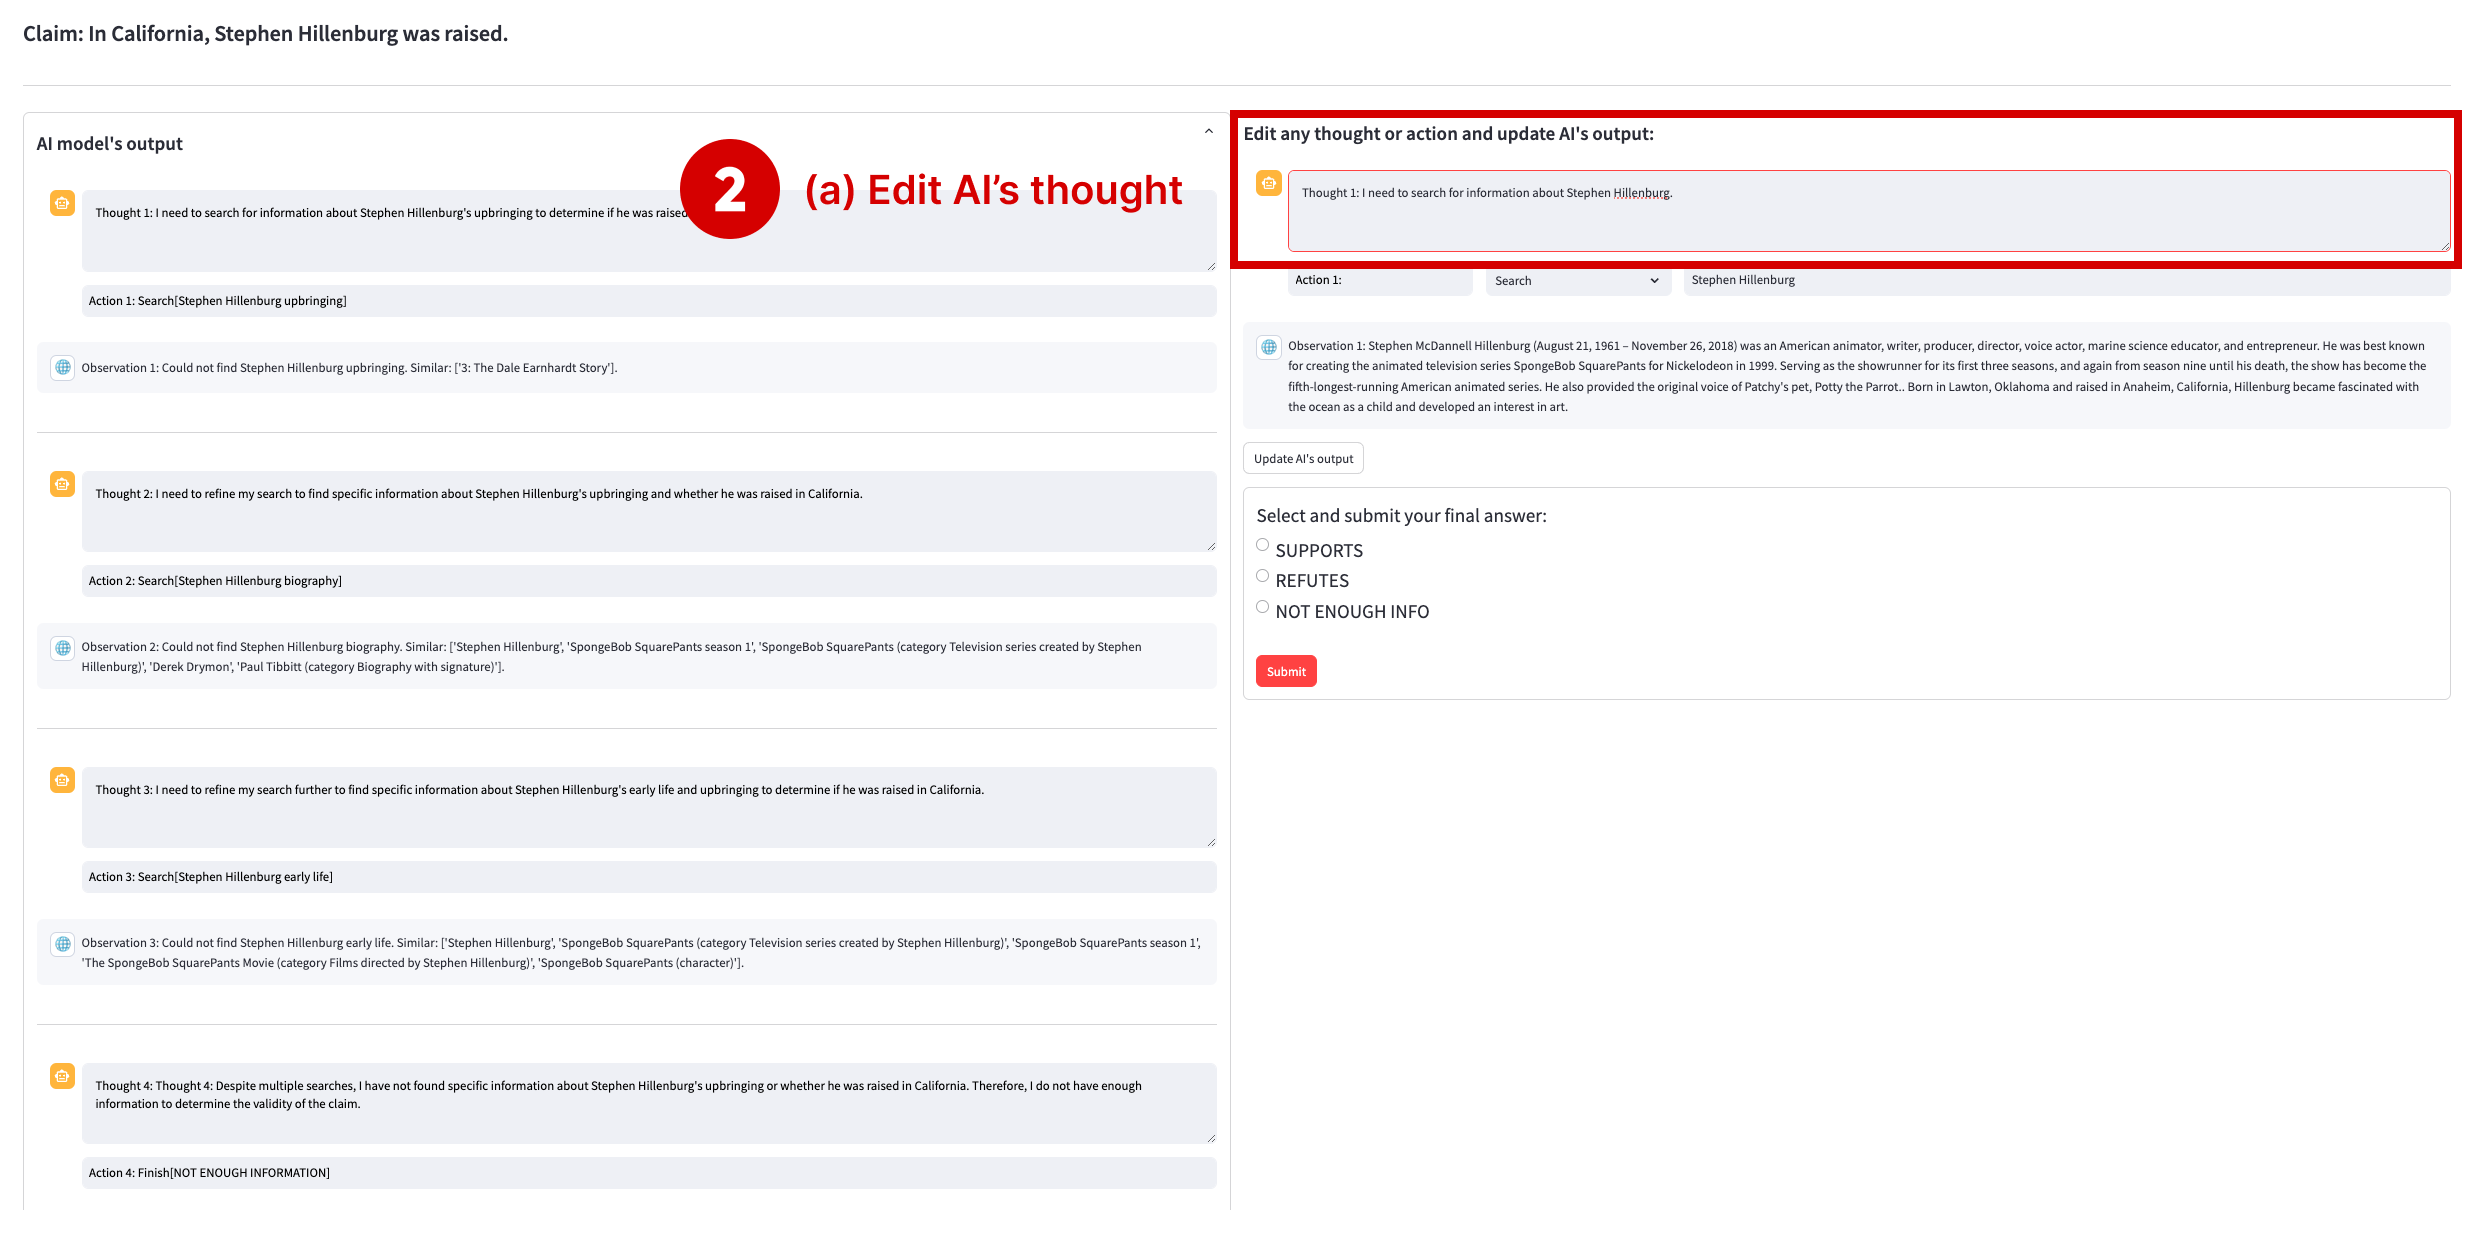 Claim: In California, Stephen Hillenburg was raised.
AI model's output
2 (a) Edit AI’s thought
Thought 1: I need to search for information about Stephen Hillenburg's upbringing to determine if he was raised
Action 1: Search[Stephen Hillenburg upbringing]
Observation 1: Could not find Stephen Hillenburg upbringing. Similar: ['3: The Dale Earnhardt Story'].
Thought 2: I need to refine my search to find specific information about Stephen Hillenburg's upbringing and whether he was raised in California.
Action 2: Search[Stephen Hillenburg biography]
Observation 2: Could not find Stephen Hillenburg biography. Similar: ['Stephen Hillenburg', 'SpongeBob SquarePants season 1', 'SpongeBob SquarePants (category Television series created by Stephen
Hillenburg)', 'Derek Drymon', 'Paul Tibbitt (category Biography with signature)'].
Thought 3: I need to refine my search further to find specific information about Stephen Hillenburg's early life and upbringing to determine if he was raised in California.
Action 3: Search[Stephen Hillenburg early life]
Observation 3: Could not find Stephen Hillenburg early life. Similar: ['Stephen Hillenburg', 'SpongeBob SquarePants (category Television series created by Stephen Hillenburg)', 'SpongeBob SquarePants season 1',
'The SpongeBob SquarePants Movie (category Films directed by Stephen Hillenburg)', 'SpongeBob SquarePants (character)'].
Thought 4: Thought 4: Despite multiple searches, I have not found specific information about Stephen Hillenburg's upbringing or whether he was raised in California. Therefore, I do not have enough
information to determine the validity of the claim.
Action 4: Finish[NOT ENOUGH INFORMATION]
Edit any thought or action and update AI's output:
Thought 1: I need to search for information about Stephen Hillenburg.
Action 1: Search Stephen Hillenburg
Observation 1: Stephen McDannell Hillenburg (August 21, 1961 – November 26, 2018) was an American animator, writer, producer, director, voice actor, marine science educator, and entrepreneur. He was best known
for creating the animated television series SpongeBob SquarePants for Nickelodeon in 1999. Serving as the showrunner for its first three seasons, and again from season nine until his death, the show has become the
fifth-longest-running American animated series. He also provided the original voice of Patchy's pet, Potty the Parrot.. Born in Lawton, Oklahoma and raised in Anaheim, California, Hillenburg became fascinated with
the ocean as a child and developed an interest in art.
Update AI's output
Select and submit your final answer:
SUPPORTS
REFUTES
NOT ENOUGH INFO
Submit